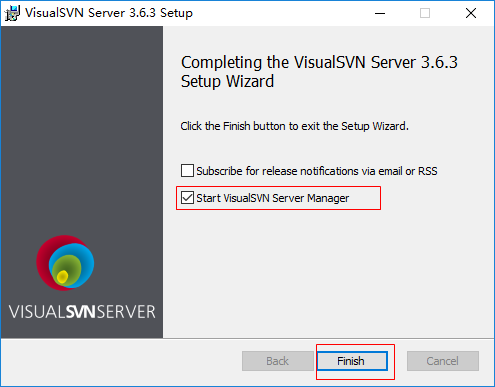 VisualSVN Server 3.6.3 Setup
Completing the VisualSVN Server 3.6.3
Setup Wizard
Click the Finish button to exit the Setup Wizard.
Subscribe for release notifications via email or RSS
Start VisualSVN Server Manager
VISUALSVNSERVER
Back
Finish
Cancel